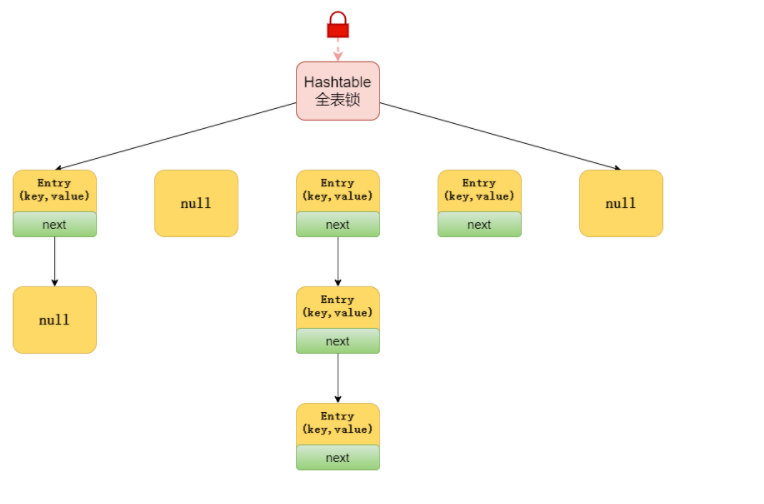 Hashtable
全表锁
Entry
(key,value)
next
null
Entry
(key,value)
next
Entry
(key,value)
next
null
null
Entry
(key,value)
next
Entry
(key,value)
next